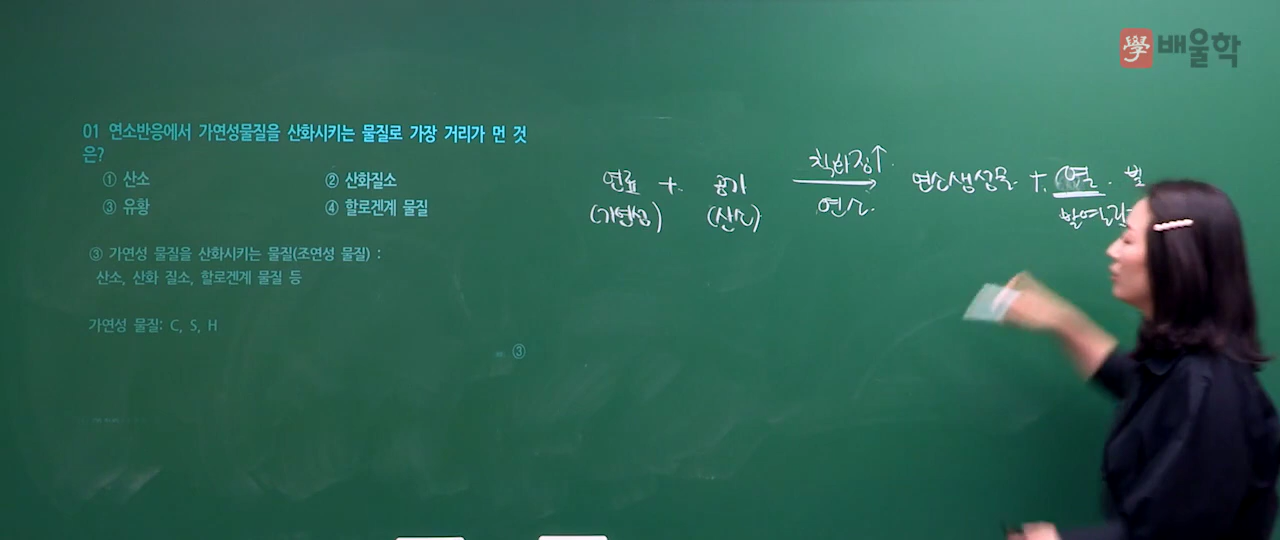 學 배울학
01 연소반응에서 가연성물질을 산화시키는 물질로 가장 거리가 먼 것
은?
① 산소 ② 산화질소
③ 유황 ④ 할로겐계 물질
③ 가연성 물질을 산화시키는 물질(조연성 물질) :
산소, 산화 질소, 할로겐계 물질 등
가연성 물질: C, S, H
③
점화정↑
연료 + 공기 → 연소생성물 + 열. 빛
(가연성) (산소) 연소.